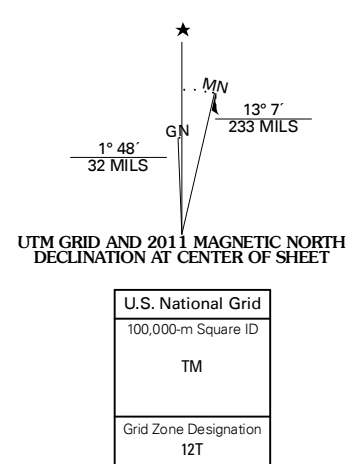 MN
GN
13° 7´
233 MILS
1° 48´
32 MILS
UTM GRID AND 2011 MAGNETIC NORTH
DECLINATION AT CENTER OF SHEET
U.S. National Grid
100,000-m Square ID
TM
Grid Zone Designation
12T